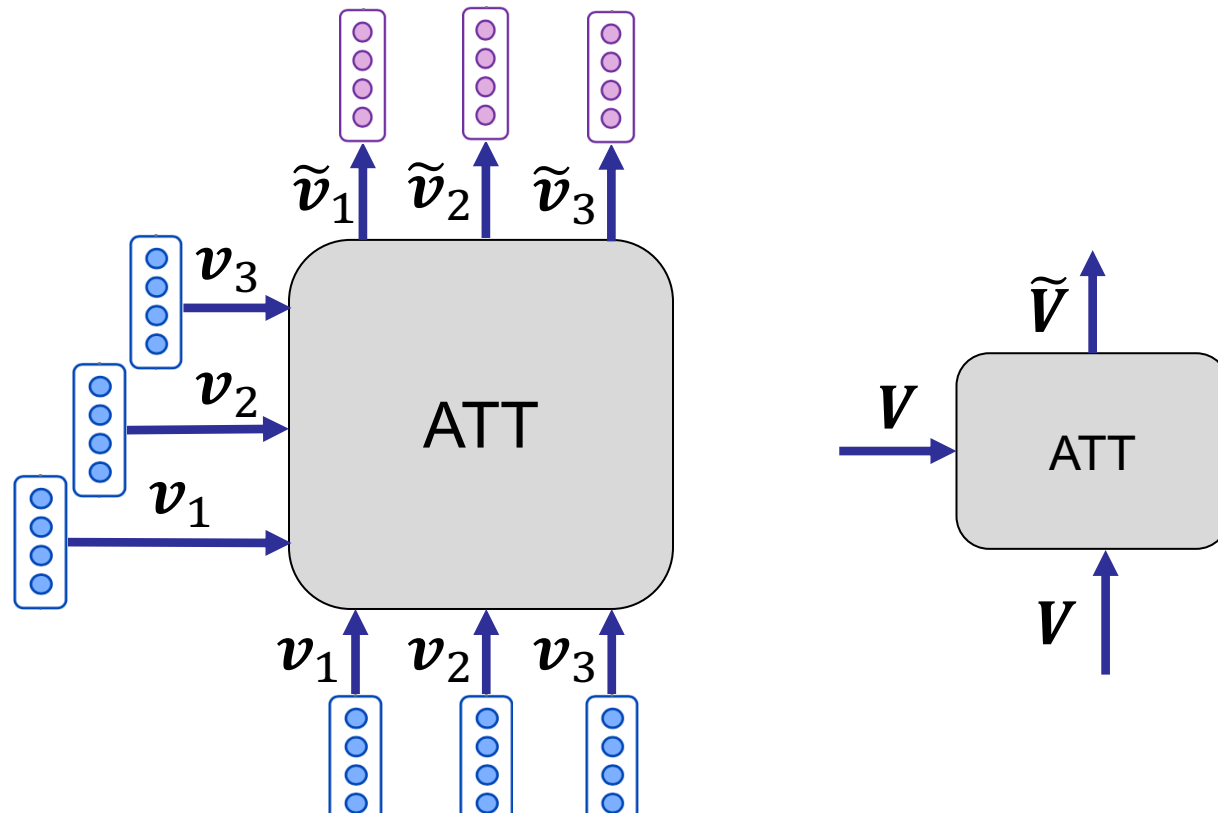 ṽ₁ ṽ₂ ṽ₃
v₃
v₂
v₁
ATT
v₁ v₂ v₃
Ṽ
V
ATT
V